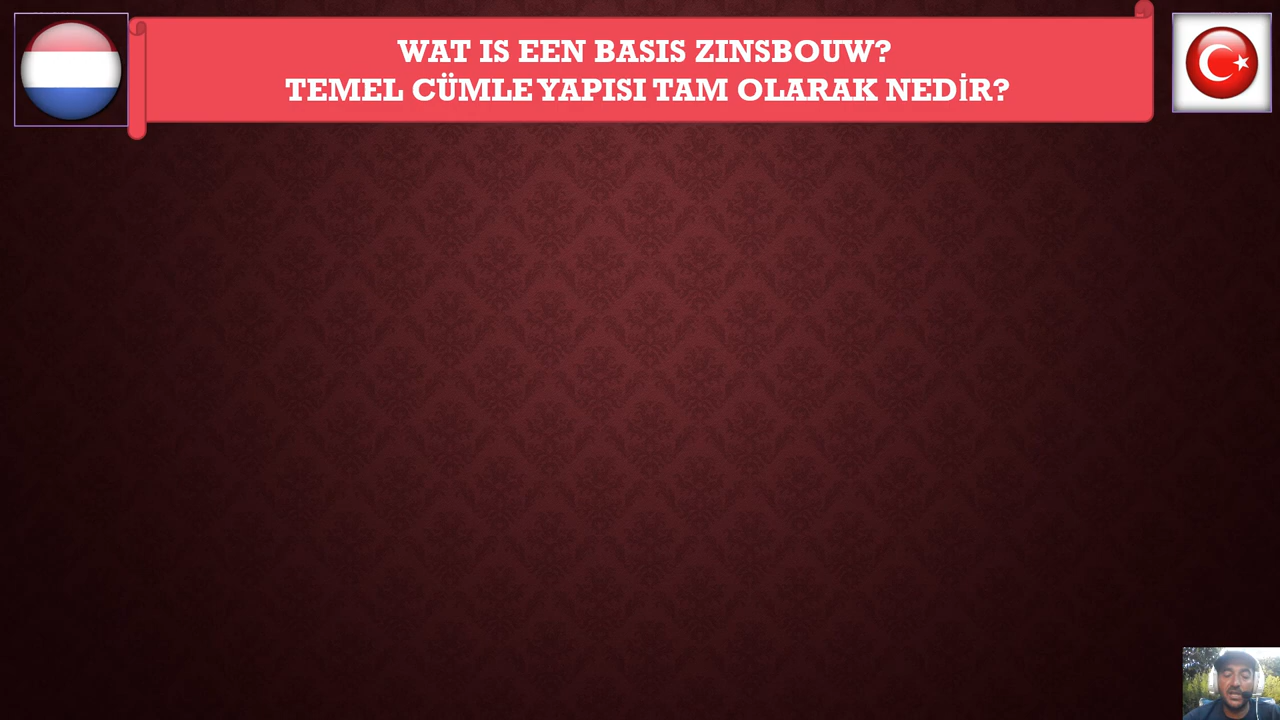 WAT IS EEN BASIS ZINSBOUW?
TEMEL CÜMLE YAPISI TAM OLARAK NEDİR?